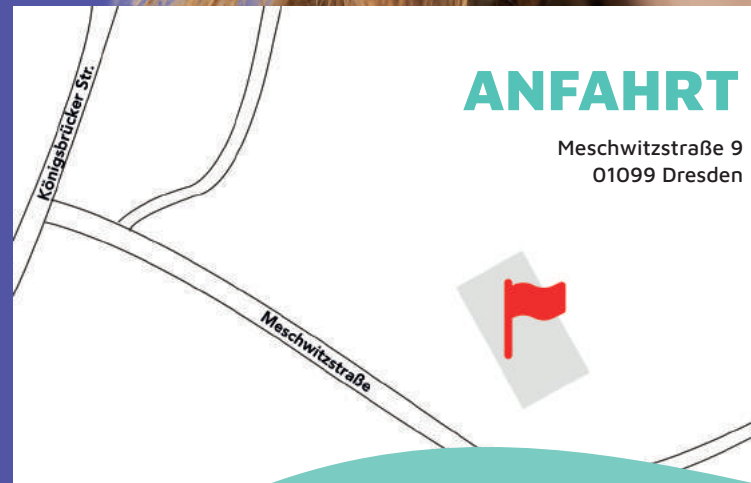 ANFAHRT
Meschwitzstraße 9
01099 Dresden
Königsbrücker Str.
Meschwitzstraße